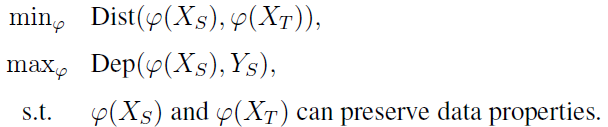 min_φ Dist(φ(X_S), φ(X_T)),
max_φ Dep(φ(X_S), Y_S),
s.t. φ(X_S) and φ(X_T) can preserve data properties.